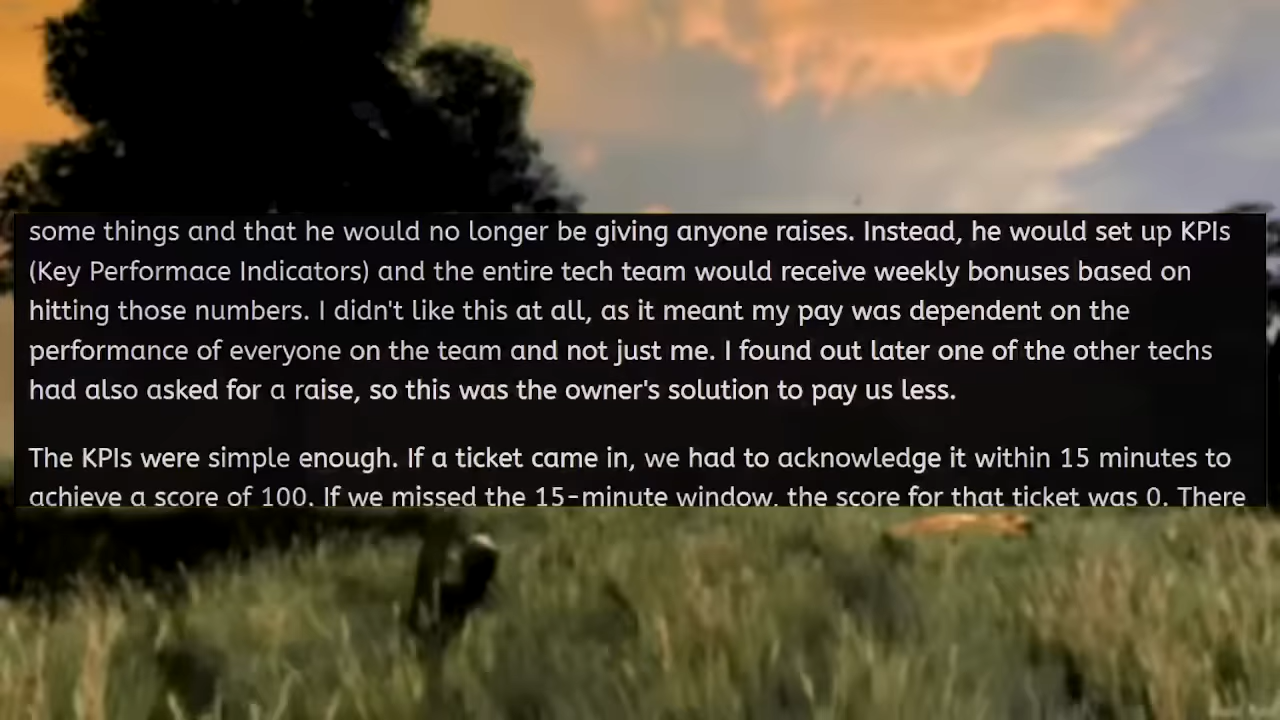 some things and that he would no longer be giving anyone raises. Instead, he would set up KPIs
(Key Performace Indicators) and the entire tech team would receive weekly bonuses based on
hitting those numbers. I didn't like this at all, as it meant my pay was dependent on the
performance of everyone on the team and not just me. I found out later one of the other techs
had also asked for a raise, so this was the owner's solution to pay us less.
The KPIs were simple enough. If a ticket came in, we had to acknowledge it within 15 minutes to
achieve a score of 100. If we missed the 15-minute window, the score for that ticket was 0. There